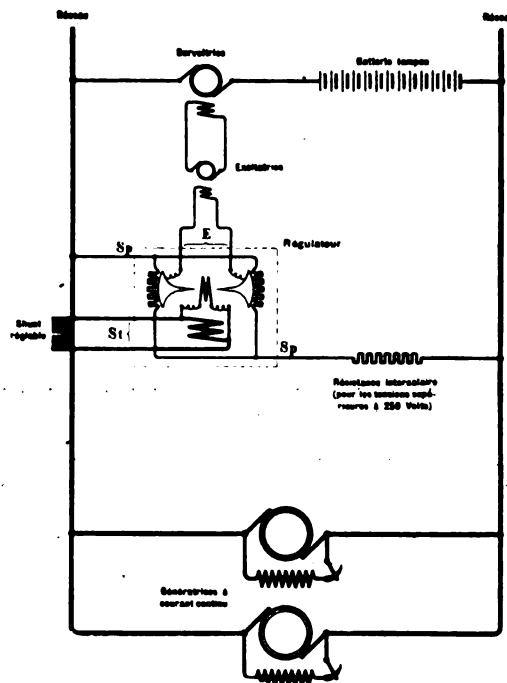 Réseau
Réseau
Survoltrice
Batterie tampon
Excitatrice
E
Régulateur
Sp
Shunt
réglable
St
Sp
Résistance intercalaire
(pour les tensions supé-
rieures à 250 Volts)
Génératrices à
courant continu